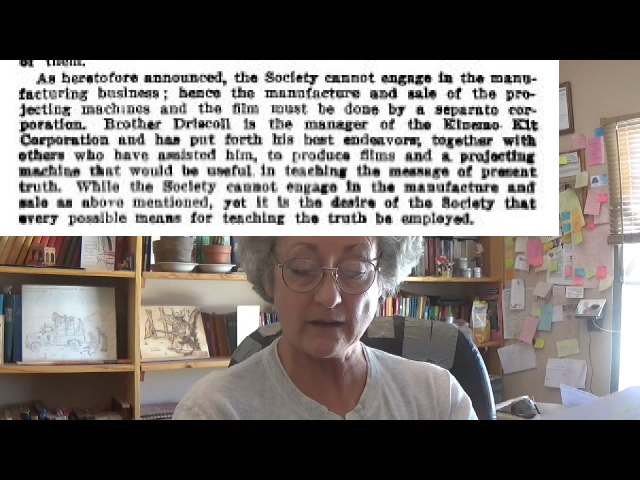 of them.
As heretofore announced, the Society cannot engage in the manu-
facturing business; hence the manufacture and sale of the pro-
jecting machines and the film must be done by a separate cor-
poration. Brother Driscoll is the manager of the Kinemo Kit
Corporation and has put forth his best endeavors, together with
others who have assisted him, to produce films and a projecting
machine that would be useful in teaching the message of present
truth. While the Society cannot engage in the manufacture and
sale as above mentioned, yet it is the desire of the Society that
every possible means for teaching the truth be employed.